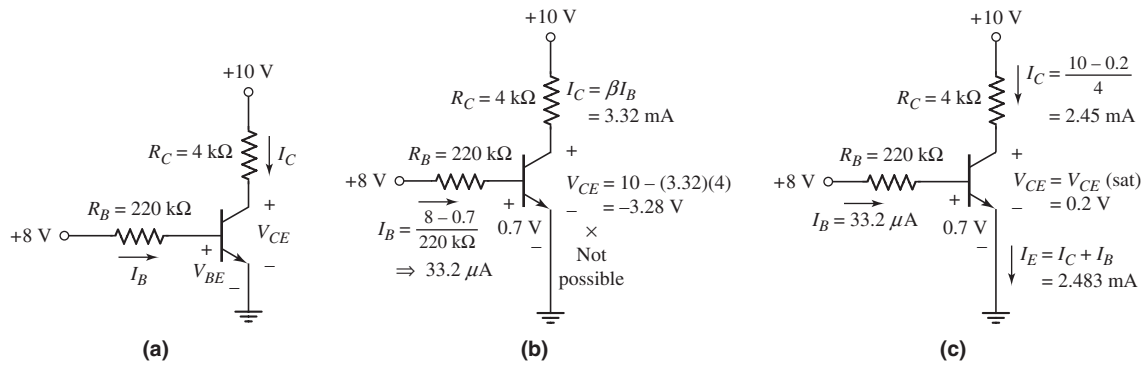 +10 V
R_C = 4 kΩ
I_C
R_B = 220 kΩ
+
+8 V
V_CE
+
I_B
V_BE
–
–
(a)
+10 V
R_C = 4 kΩ
I_C = βI_B
= 3.32 mA
R_B = 220 kΩ
+
+8 V
V_CE = 10 – (3.32)(4)
= –3.28 V
I_B = 8 – 0.7
220 kΩ
⇒ 33.2 μA
+
0.7 V
–
–
×
Not
possible
(b)
+10 V
R_C = 4 kΩ
I_C = 10 – 0.2
4
= 2.45 mA
R_B = 220 kΩ
+
+8 V
V_CE = V_CE (sat)
= 0.2 V
I_B = 33.2 μA
+
0.7 V
–
–
I_E = I_C + I_B
= 2.483 mA
(c)